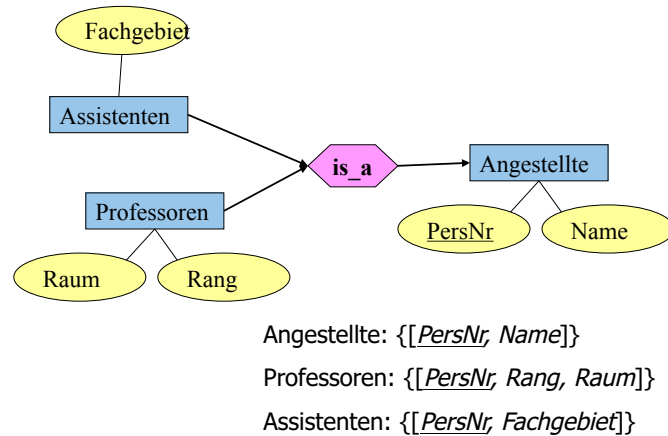 Fachgebiet
Assistenten
is_a
Angestellte
Professoren
PersNr
Name
Raum
Rang
Angestellte: {[PersNr, Name]}
Professoren: {[PersNr, Rang, Raum]}
Assistenten: {[PersNr, Fachgebiet]}